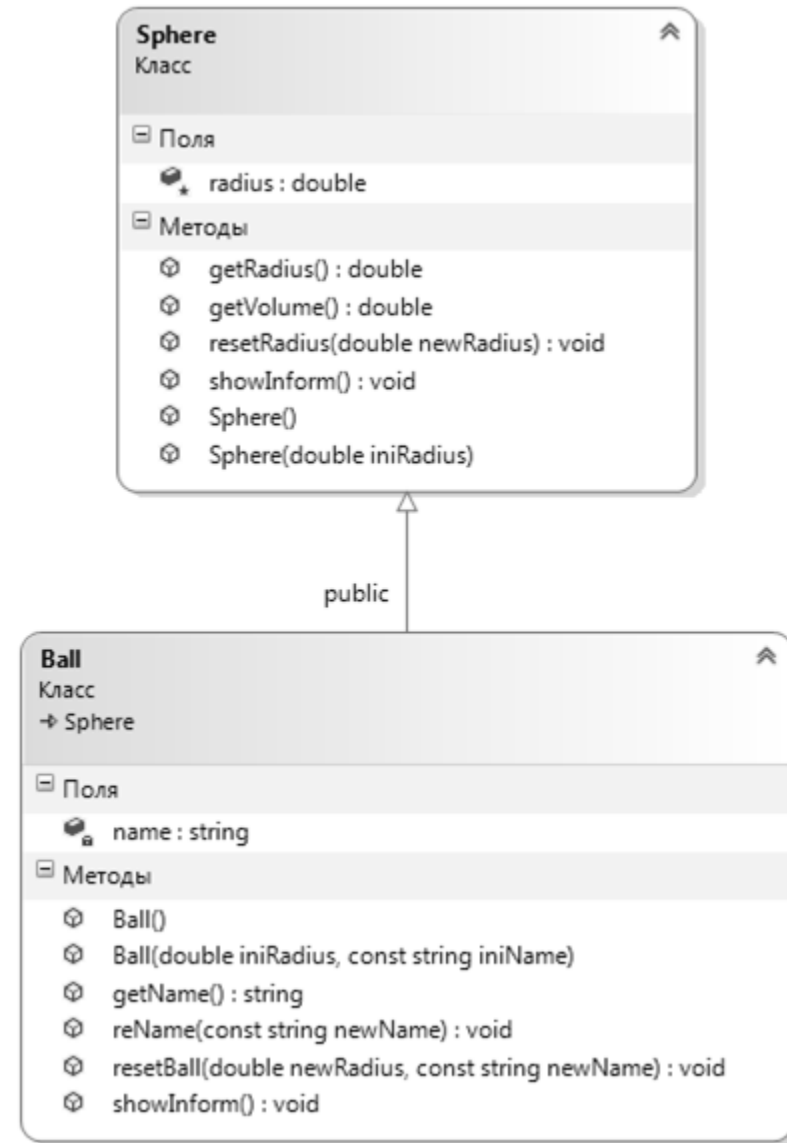 Sphere
Класс
Поля
radius : double
Методы
getRadius() : double
getVolume() : double
resetRadius(double newRadius) : void
showInform() : void
Sphere()
Sphere(double iniRadius)
public
Ball
Класс
Sphere
Поля
name : string
Методы
Ball()
Ball(double iniRadius, const string iniName)
getName() : string
reName(const string newName) : void
resetBall(double newRadius, const string newName) : void
showInform() : void